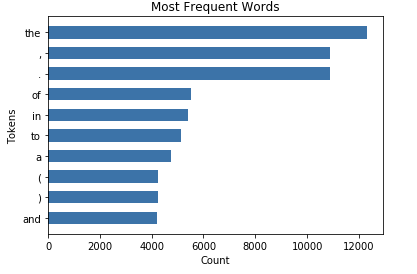 Most Frequent Words
the
,
.
of
in
to
a
(
)
and
Tokens
0 2000 4000 6000 8000 10000 12000
Count